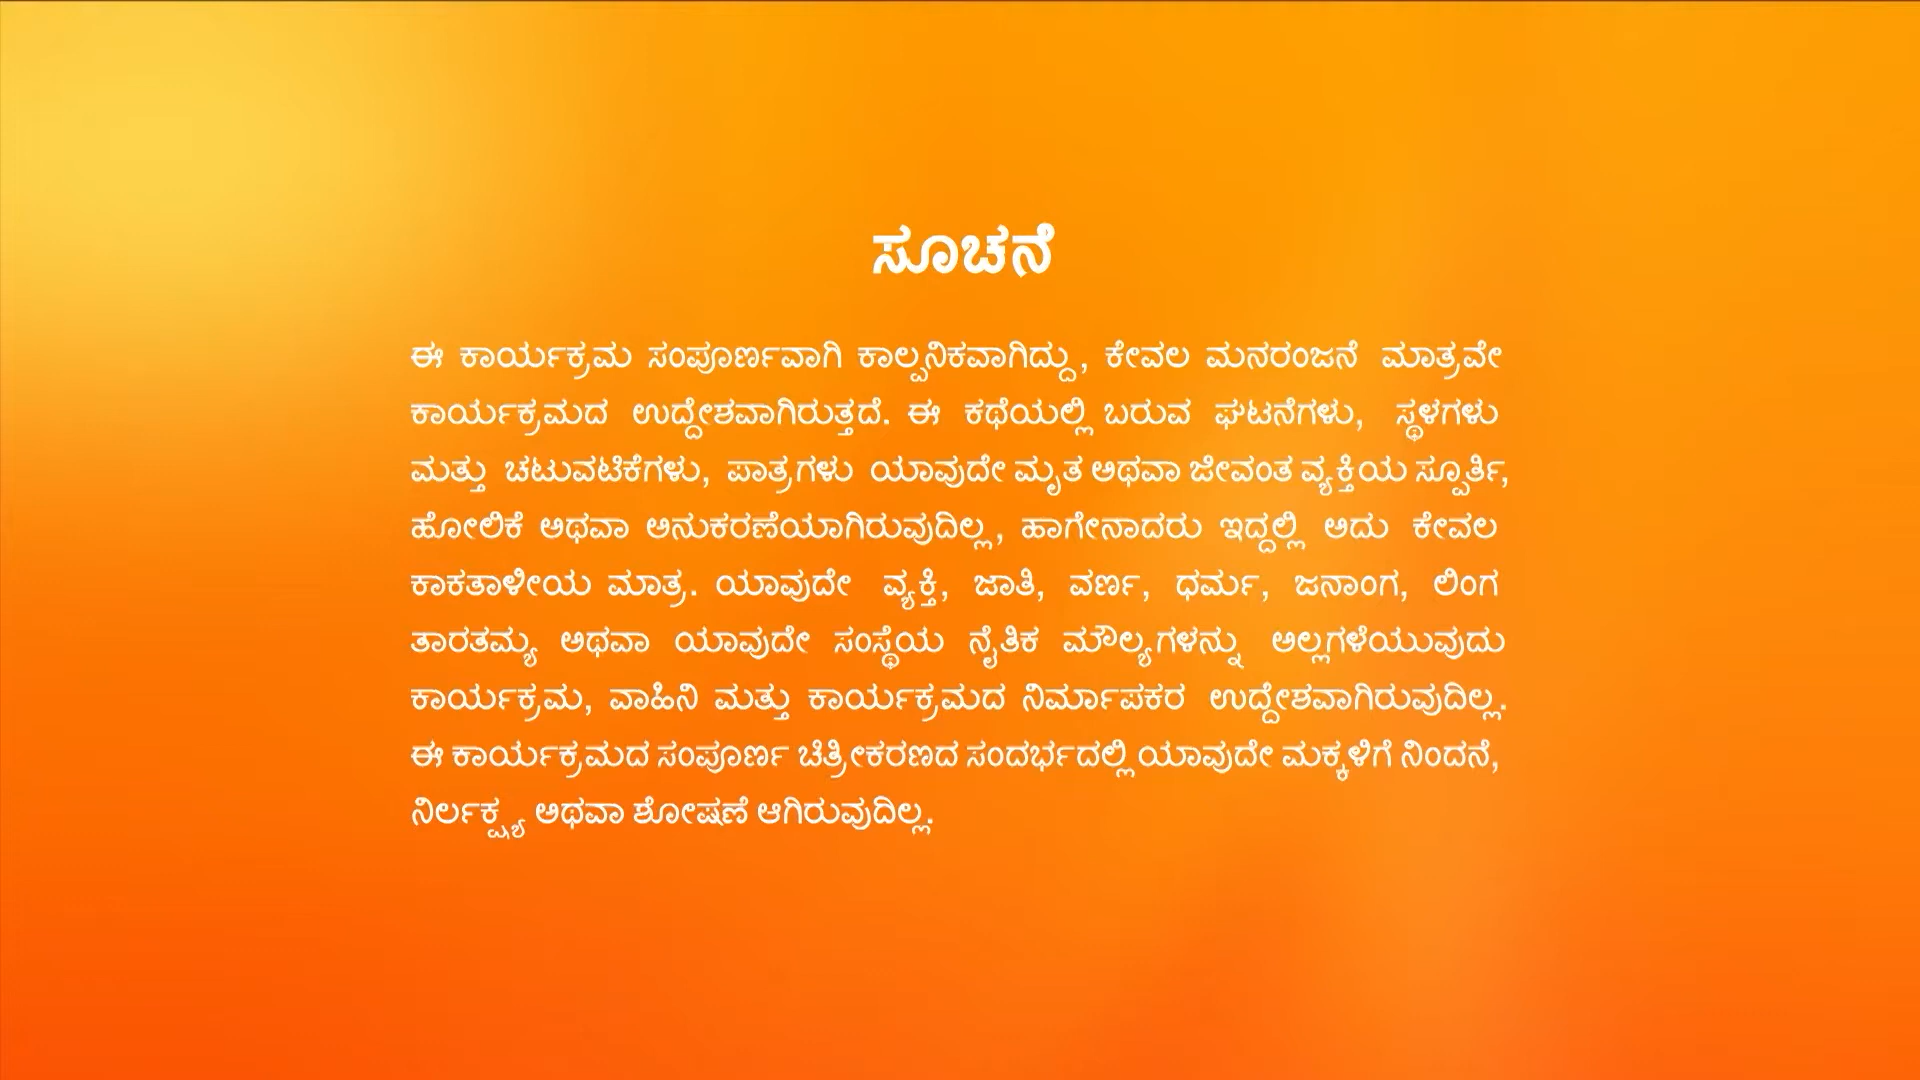 ಸೂಚನೆ
ಈ ಕಾರ್ಯಕ್ರಮ ಸಂಪೂರ್ಣವಾಗಿ ಕಾಲ್ಪನಿಕವಾಗಿದ್ದು, ಕೇವಲ ಮನರಂಜನೆ ಮಾತ್ರವೇ
ಕಾರ್ಯಕ್ರಮದ ಉದ್ದೇಶವಾಗಿರುತ್ತದೆ. ಈ ಕಥೆಯಲ್ಲಿ ಬರುವ ಘಟನೆಗಳು, ಸ್ಥಳಗಳು
ಮತ್ತು ಚಟುವಟಿಕೆಗಳು, ಪಾತ್ರಗಳು ಯಾವುದೇ ಮೃತ ಅಥವಾ ಜೀವಂತ ವ್ಯಕ್ತಿಯ ಸ್ಪೂರ್ತಿ,
ಹೋಲಿಕೆ ಅಥವಾ ಅನುಕರಣೆಯಾಗಿರುವುದಿಲ್ಲ, ಹಾಗೇನಾದರು ಇದ್ದಲ್ಲಿ ಅದು ಕೇವಲ
ಕಾಕತಾಳೀಯ ಮಾತ್ರ. ಯಾವುದೇ ವ್ಯಕ್ತಿ, ಜಾತಿ, ವರ್ಣ, ಧರ್ಮ, ಜನಾಂಗ, ಲಿಂಗ
ತಾರತಮ್ಯ ಅಥವಾ ಯಾವುದೇ ಸಂಸ್ಥೆಯ ನೈತಿಕ ಮೌಲ್ಯಗಳನ್ನು ಅಲ್ಲಗಳೆಯುವುದು
ಕಾರ್ಯಕ್ರಮ, ವಾಹಿನಿ ಮತ್ತು ಕಾರ್ಯಕ್ರಮದ ನಿರ್ಮಾಪಕರ ಉದ್ದೇಶವಾಗಿರುವುದಿಲ್ಲ.
ಈ ಕಾರ್ಯಕ್ರಮದ ಸಂಪೂರ್ಣ ಚಿತ್ರೀಕರಣದ ಸಂದರ್ಭದಲ್ಲಿ ಯಾವುದೇ ಮಕ್ಕಳಿಗೆ ನಿಂದನೆ,
ನಿರ್ಲಕ್ಷ್ಯ ಅಥವಾ ಶೋಷಣೆ ಆಗಿರುವುದಿಲ್ಲ.